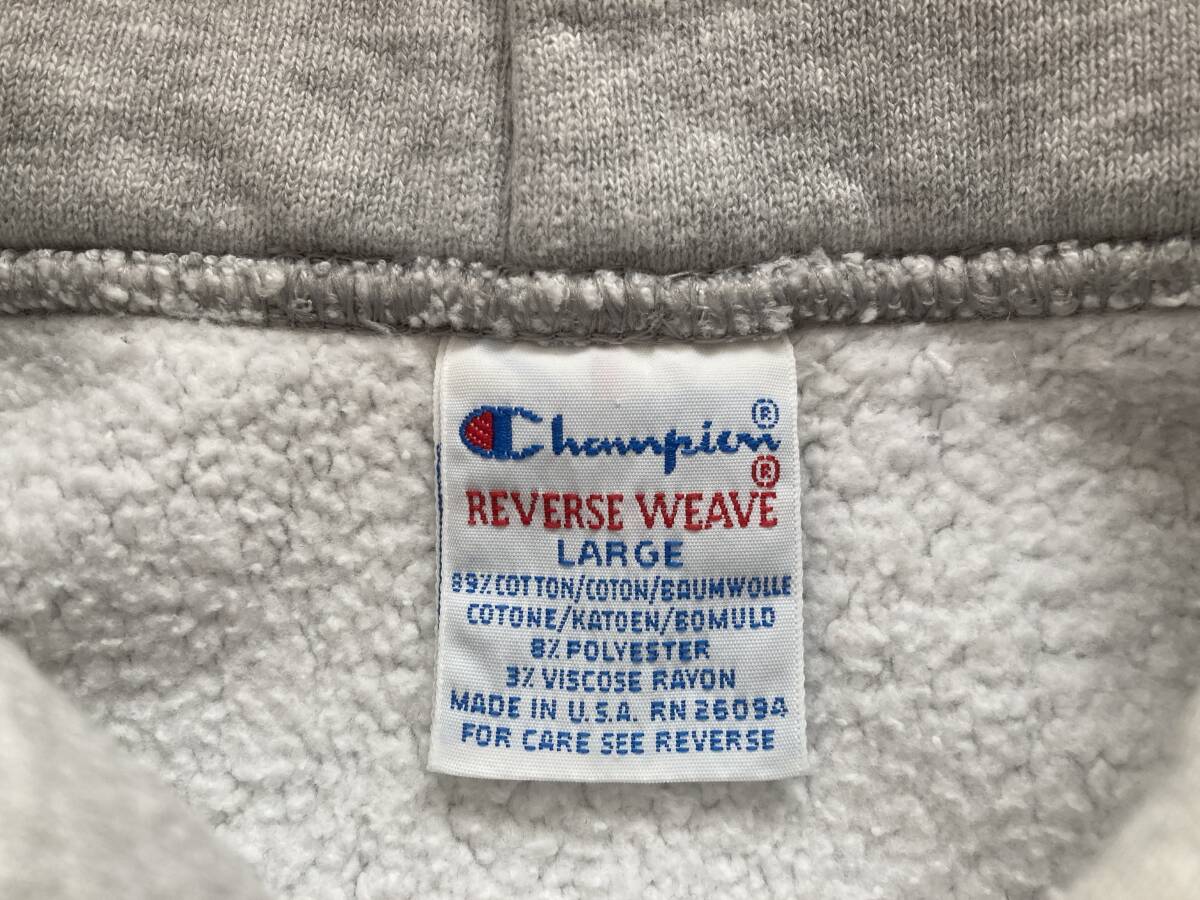 Champion®
REVERSE WEAVE®
LARGE
89% COTTON/COTON/BAUMWOLLE
COTONE/KATOEN/BOMULD
8% POLYESTER
3% VISCOSE RAYON
MADE IN U.S.A. RN 26094
FOR CARE SEE REVERSE